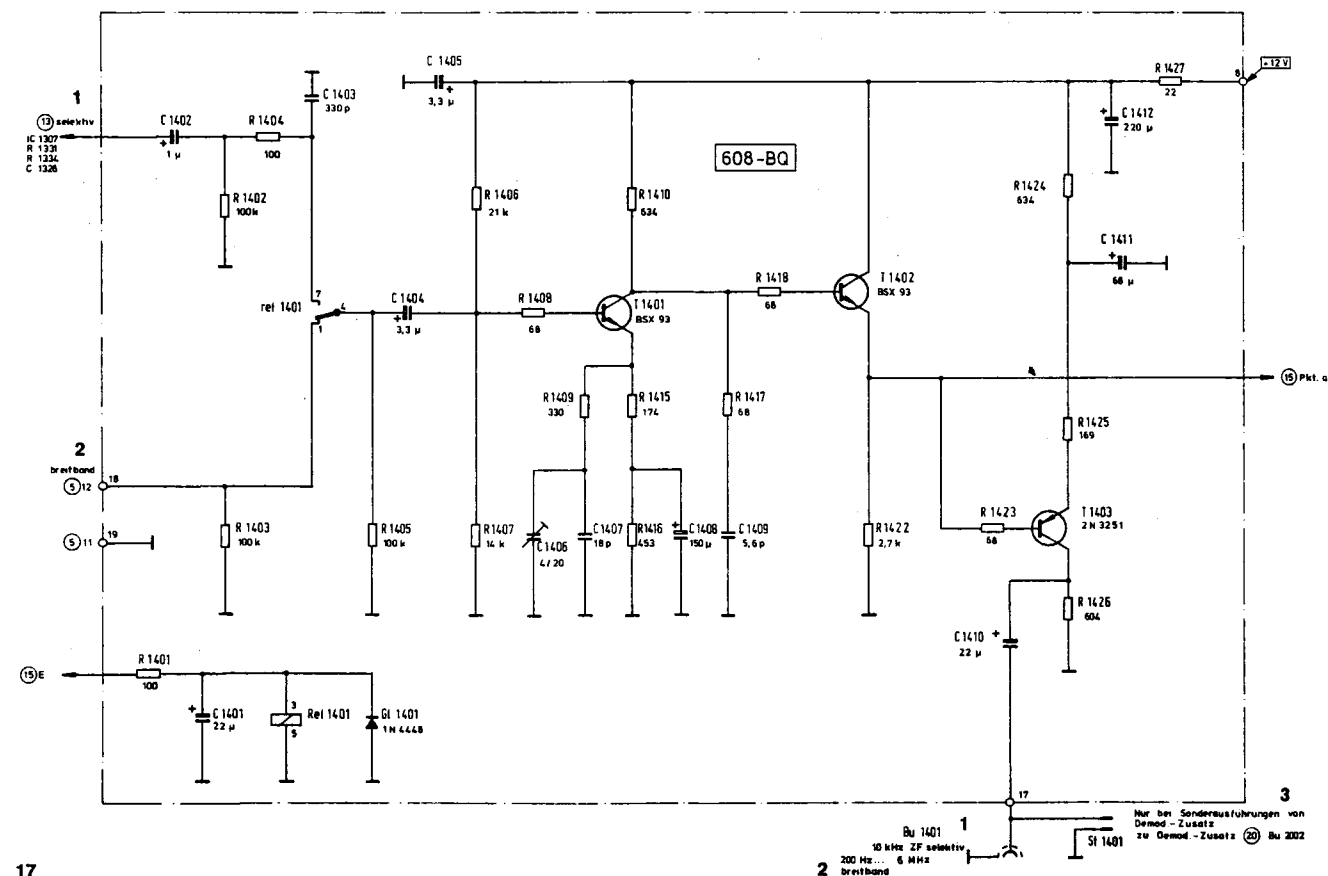 C 1405
3,3 µ
+
R 1427
22
8
+12V
1
13 selektiv
IC 1307
R 1331
R 1334
C 1326
C 1402
+
1 µ
R 1404
100
C 1403
330 p
C 1412
220 µ
+
608-BQ
R 1402
100k
R 1406
21 k
R 1410
634
R 1424
634
C 1411
+
68 µ
rel 1401
7
4
1
C 1404
+
3,3 µ
R 1408
68
T 1401
BSX 93
R 1418
68
T 1402
BSX 93
15 Pkt. a
R 1409
330
R 1415
174
R 1417
68
R 1425
169
2
breitband
5 12
18
5 11
19
R 1403
100k
R 1405
100k
R 1407
14 k
C 1406
4/20
C 1407
18 p
R 1416
453
C 1408
150 µ
+
C 1409
5,6 p
R 1422
2,7 k
R 1423
68
T 1403
2N 3251
R 1426
604
C 1410
22 µ
+
15 E
R 1401
100
+
C 1401
22 µ
3
5
Rel 1401
Gl 1401
1N 4448
17
3
Nur bei Sonderausführungen von
Demod.-Zusatz
zu Demod.-Zusatz 20 Bu 2002
St 1401
Bu 1401
1
10 kHz ZF selektiv
200 Hz... 6 MHz
2 breitband
17